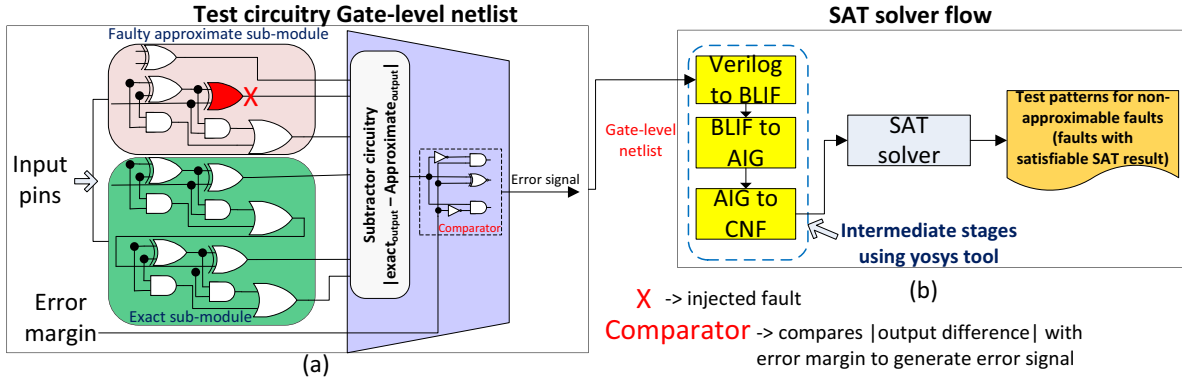 Test circuitry Gate-level netlist
Faulty approximate sub-module
X
Input
pins
Exact sub-module
Error
margin
Subtractor circuitry
|exactoutput – Approximateoutput|
Comparator
Error signal
(a)
SAT solver flow
Gate-level
netlist
Verilog
to BLIF
BLIF to
AIG
AIG to
CNF
SAT
solver
Test patterns for non-
approximable faults
(faults with
satisfiable SAT result)
Intermediate stages
using yosys tool
(b)
X -> injected fault
Comparator -> compares |output difference| with
error margin to generate error signal